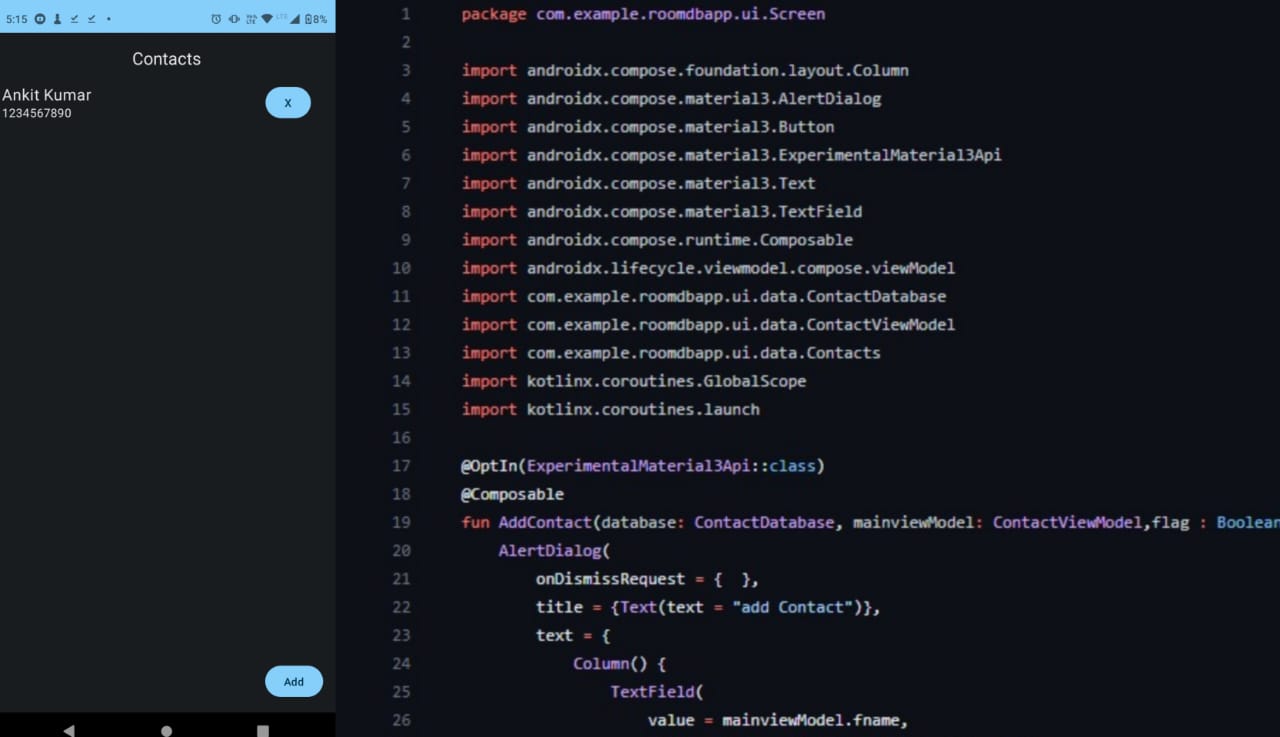 5:15
LTE
8%
Contacts
Ankit Kumar
X
1234567890
Add
1 package com.example.roomdbapp.ui.Screen
2
3 import androidx.compose.foundation.layout.Column
4 import androidx.compose.material3.AlertDialog
5 import androidx.compose.material3.Button
6 import androidx.compose.material3.ExperimentalMaterial3Api
7 import androidx.compose.material3.Text
8 import androidx.compose.material3.TextField
9 import androidx.compose.runtime.Composable
10 import androidx.lifecycle.viewmodel.compose.viewModel
11 import com.example.roomdbapp.ui.data.ContactDatabase
12 import com.example.roomdbapp.ui.data.ContactViewModel
13 import com.example.roomdbapp.ui.data.Contacts
14 import kotlinx.coroutines.GlobalScope
15 import kotlinx.coroutines.launch
16
17 @OptIn(ExperimentalMaterial3Api::class)
18 @Composable
19 fun AddContact(database: ContactDatabase, mainviewModel: ContactViewModel,flag : Boolean
20 AlertDialog(
21 onDismissRequest = {  },
22 title = {Text(text = "add Contact")},
23 text = {
24 Column() {
25 TextField(
26 value = mainviewModel.fname,